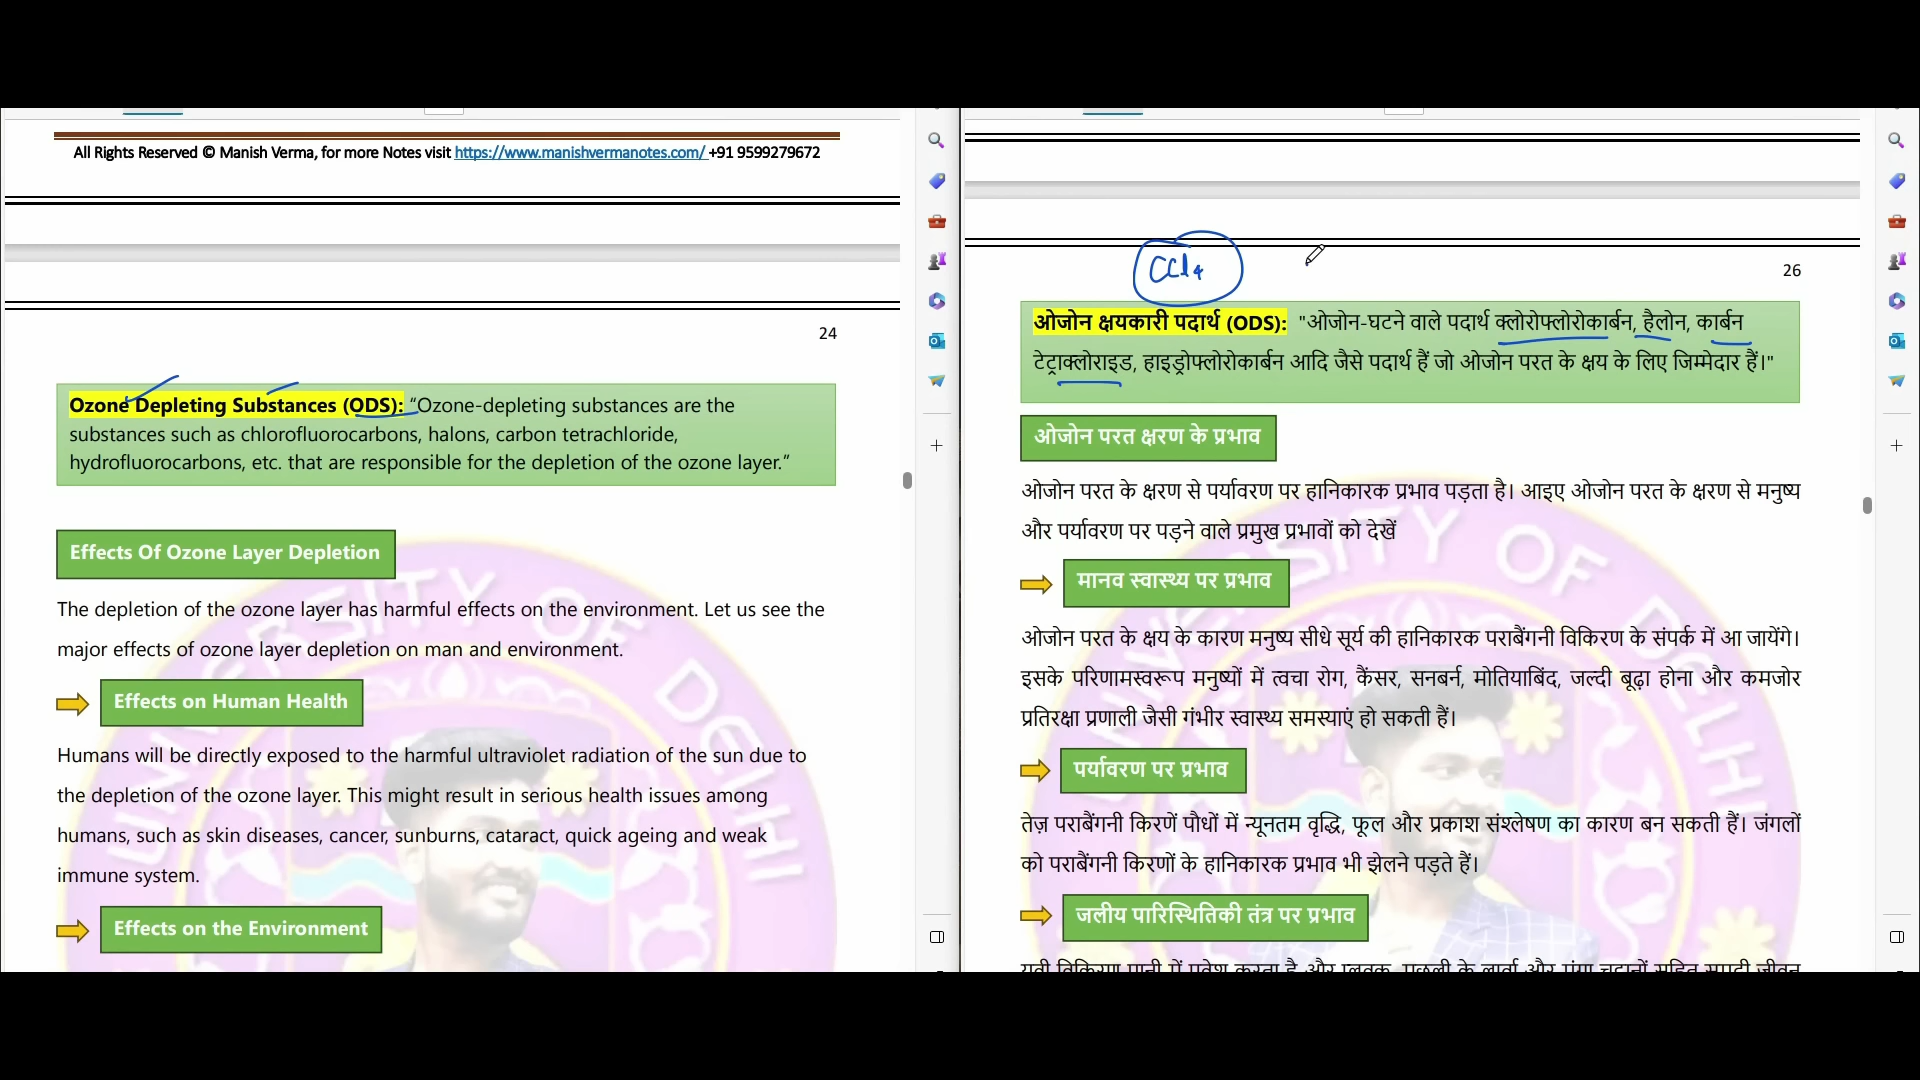 All Rights Reserved © Manish Verma, for more Notes visit https://www.manishvermanotes.com/ +91 9599279672
24
Ozone Depleting Substances (ODS): “Ozone-depleting substances are the
substances such as chlorofluorocarbons, halons, carbon tetrachloride,
hydrofluorocarbons, etc. that are responsible for the depletion of the ozone layer.”
Effects Of Ozone Layer Depletion
The depletion of the ozone layer has harmful effects on the environment. Let us see the
major effects of ozone layer depletion on man and environment.
Effects on Human Health
Humans will be directly exposed to the harmful ultraviolet radiation of the sun due to
the depletion of the ozone layer. This might result in serious health issues among
humans, such as skin diseases, cancer, sunburns, cataract, quick ageing and weak
immune system.
Effects on the Environment
UNIVERSITY OF DELHI
CCl4
26
ओजोन क्षयकारी पदार्थ (ODS): "ओजोन-घटने वाले पदार्थ क्लोरोफ्लोरोकार्बन, हैलोन, कार्बन
टेट्राक्लोराइड, हाइड्रोफ्लोरोकार्बन आदि जैसे पदार्थ हैं जो ओजोन परत के क्षय के लिए जिम्मेदार हैं।"
ओजोन परत क्षरण के प्रभाव
ओजोन परत के क्षरण से पर्यावरण पर हानिकारक प्रभाव पड़ता है। आइए ओजोन परत के क्षरण से मनुष्य
और पर्यावरण पर पड़ने वाले प्रमुख प्रभावों को देखें
मानव स्वास्थ्य पर प्रभाव
ओजोन परत के क्षय के कारण मनुष्य सीधे सूर्य की हानिकारक पराबैंगनी विकिरण के संपर्क में आ जायेंगे।
इसके परिणामस्वरूप मनुष्यों में त्वचा रोग, कैंसर, सनबर्न, मोतियाबिंद, जल्दी बूढ़ा होना और कमजोर
प्रतिरक्षा प्रणाली जैसी गंभीर स्वास्थ्य समस्याएं हो सकती हैं।
पर्यावरण पर प्रभाव
तेज़ पराबैंगनी किरणें पौधों में न्यूनतम वृद्धि, फूल और प्रकाश संश्लेषण का कारण बन सकती हैं। जंगलों
को पराबैंगनी किरणों के हानिकारक प्रभाव भी झेलने पड़ते हैं।
जलीय पारिस्थितिकी तंत्र पर प्रभाव
UNIVERSITY OF DELHI